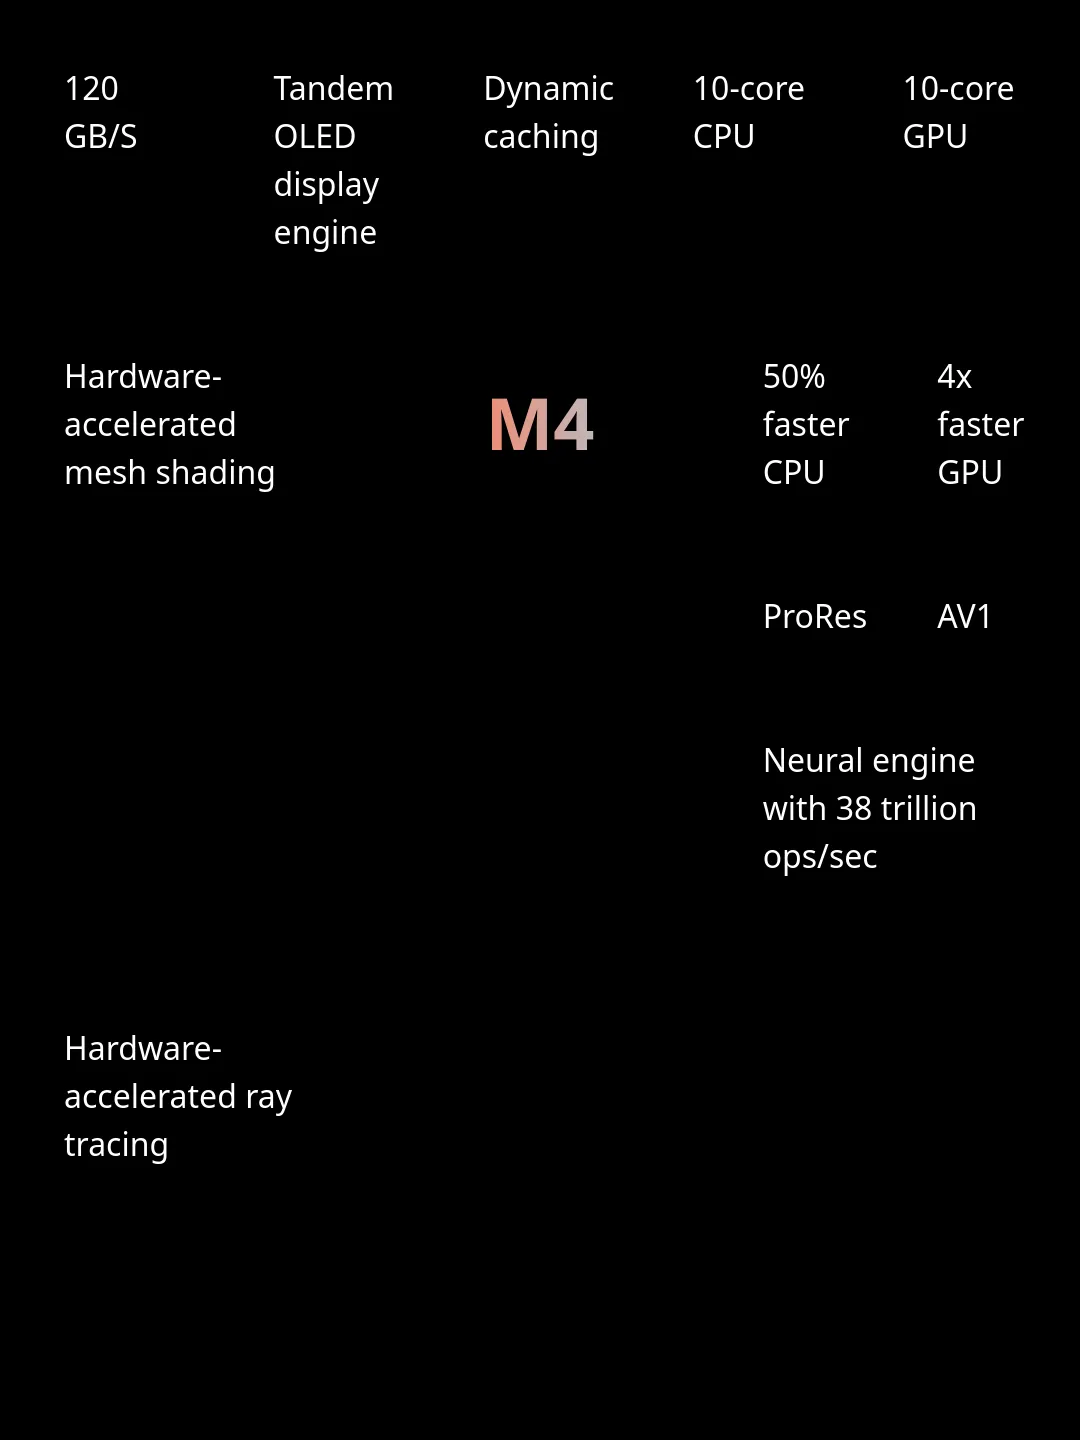 120
GB/S
Tandem
OLED
display
engine
Dynamic
caching
10-core
CPU
10-core
GPU
Hardware-
accelerated
mesh shading
M4
50%
faster
CPU
4x
faster
GPU
ProRes
AV1
Neural engine
with 38 trillion
ops/sec
Hardware-
accelerated ray
tracing